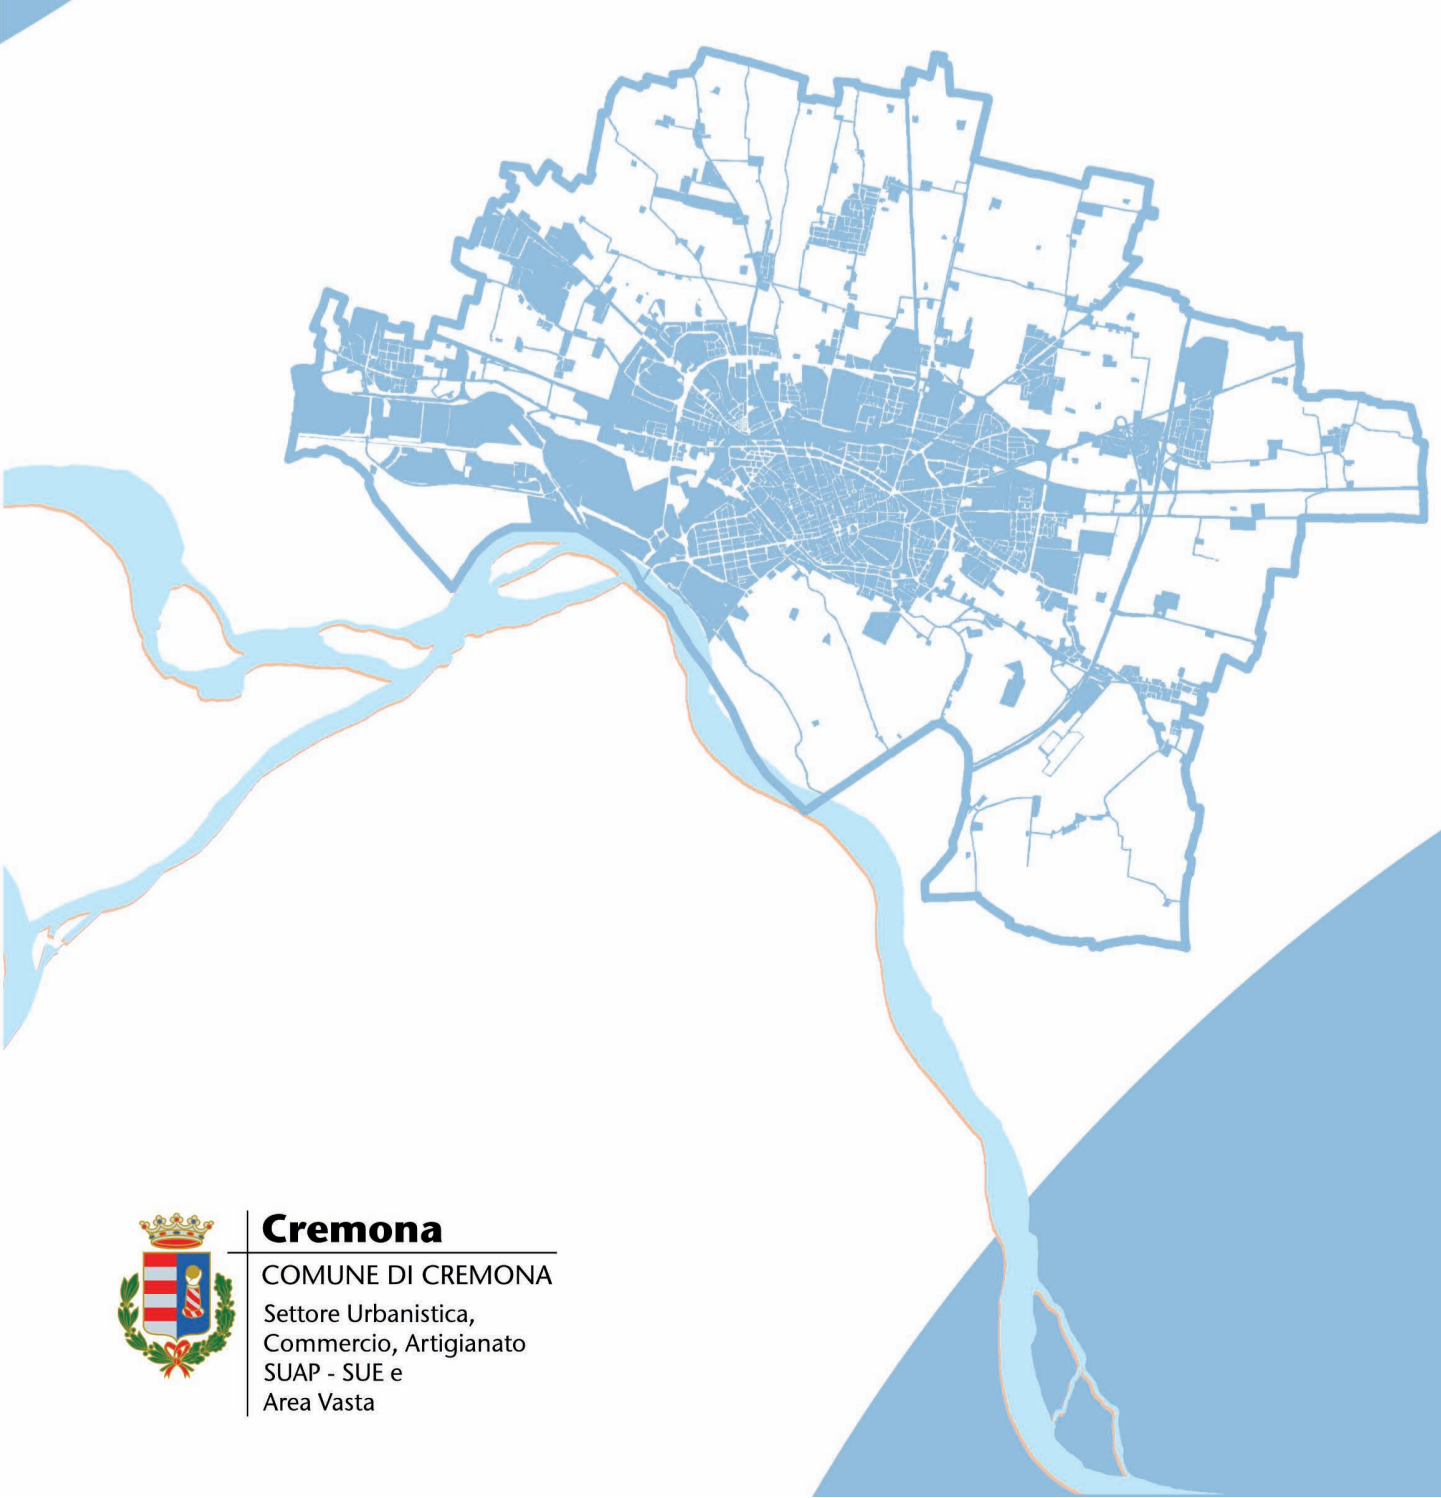 Cremona
COMUNE DI CREMONA
Settore Urbanistica,
Commercio, Artigianato
SUAP - SUE e
Area Vasta